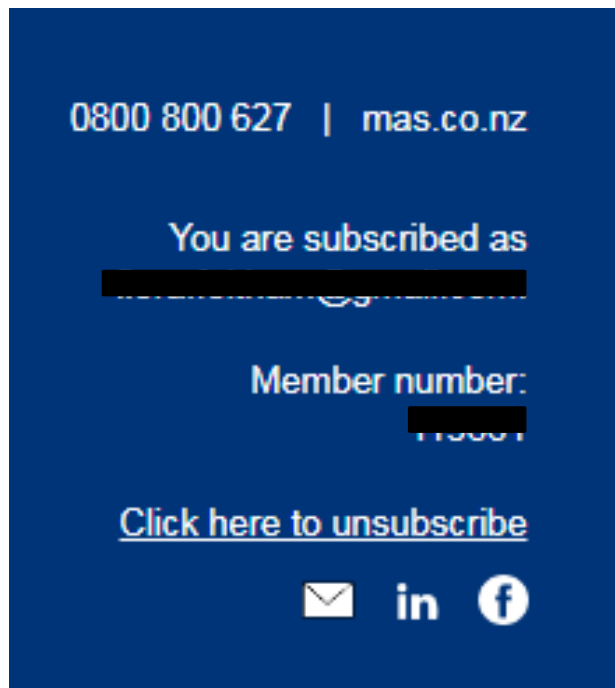 0800 800 627 | mas.co.nz
You are subscribed as
Member number:
Click here to unsubscribe
in
f